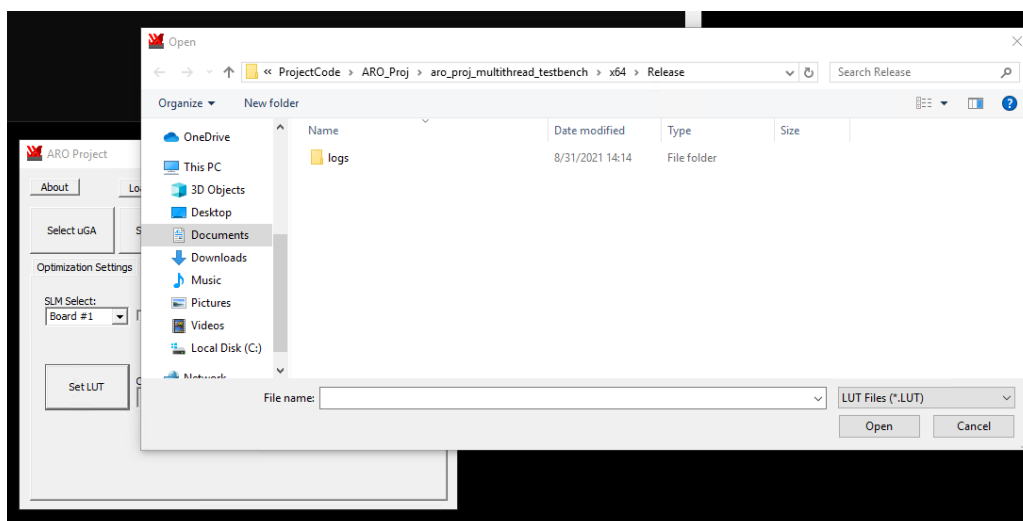 Open
« ProjectCode > ARO_Proj > aro_proj_multithread_testbench > x64 > Release
Search Release
Organize
New folder
OneDrive
This PC
3D Objects
Desktop
Documents
Downloads
Music
Pictures
Videos
Local Disk (C:)
Name Date modified Type Size
logs 8/31/2021 14:14 File folder
File name:
LUT Files (*.LUT)
Open Cancel
ARO Project
About
Select uGA
Optimization Settings
SLM Select:
Board #1
Set LUT